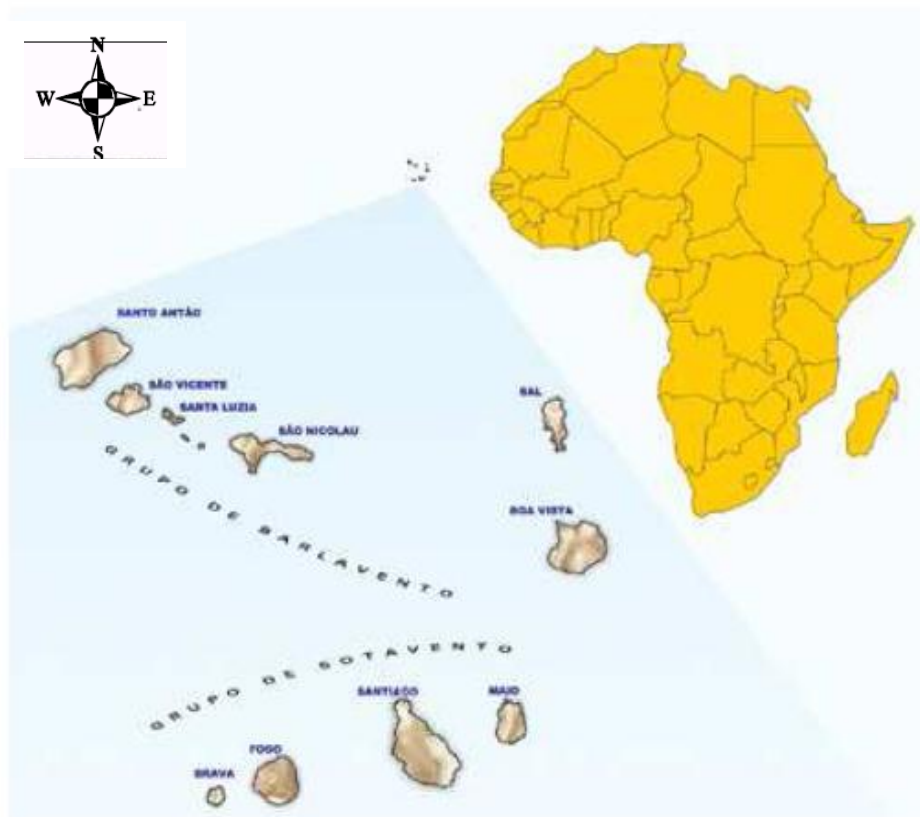 N
W E
S
SANTO ANTÃO
SÃO VICENTE
SANTA LUZIA
SÃO NICOLAU
SAL
BOA VISTA
GRUPO DE BARLAVENTO
GRUPO DE SOTAVENTO
SANTIAGO
MAIO
FOGO
BRAVA